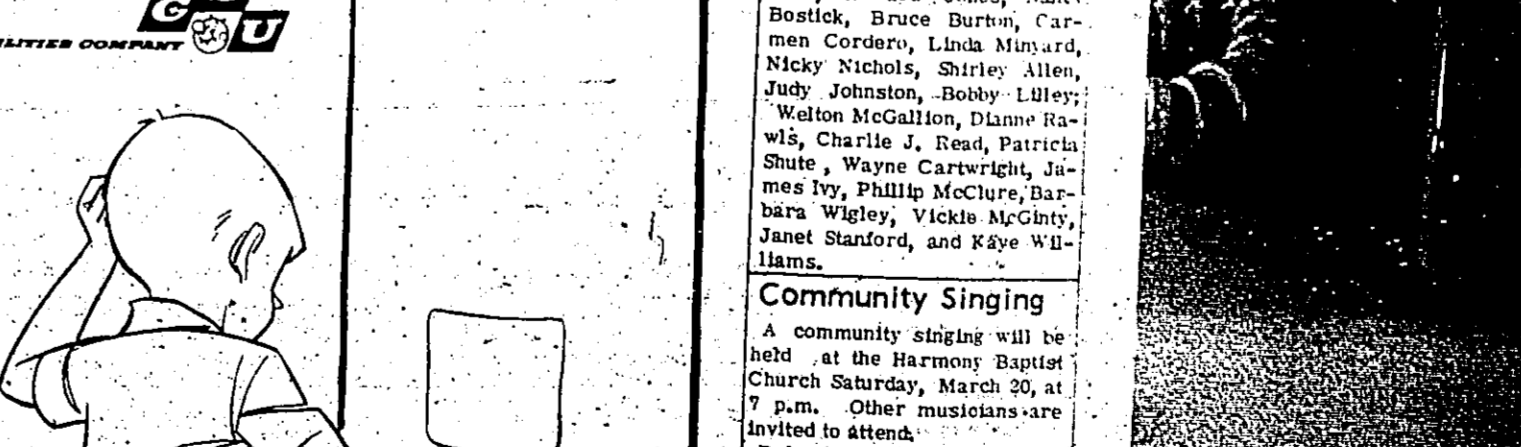 G U
COMPANY
Bostick, Bruce Burton, Car-
men Cordero, Linda Minyard,
Nicky Nichols, Shirley Allen,
Judy Johnston, Bobby Lilley,
Welton McGallion, Dianne Ra-
wls, Charlie J. Read, Patricia
Shute, Wayne Cartwright, Ja-
mes Ivy, Phillip McClure, Bar-
bara Wigley, Vickie McGinty,
Janet Stanford, and Kaye Wil-
liams.
Community Singing
A community singing will be
held at the Harmony Baptist
Church Saturday, March 20, at
7 p.m. Other musicians are
invited to attend.